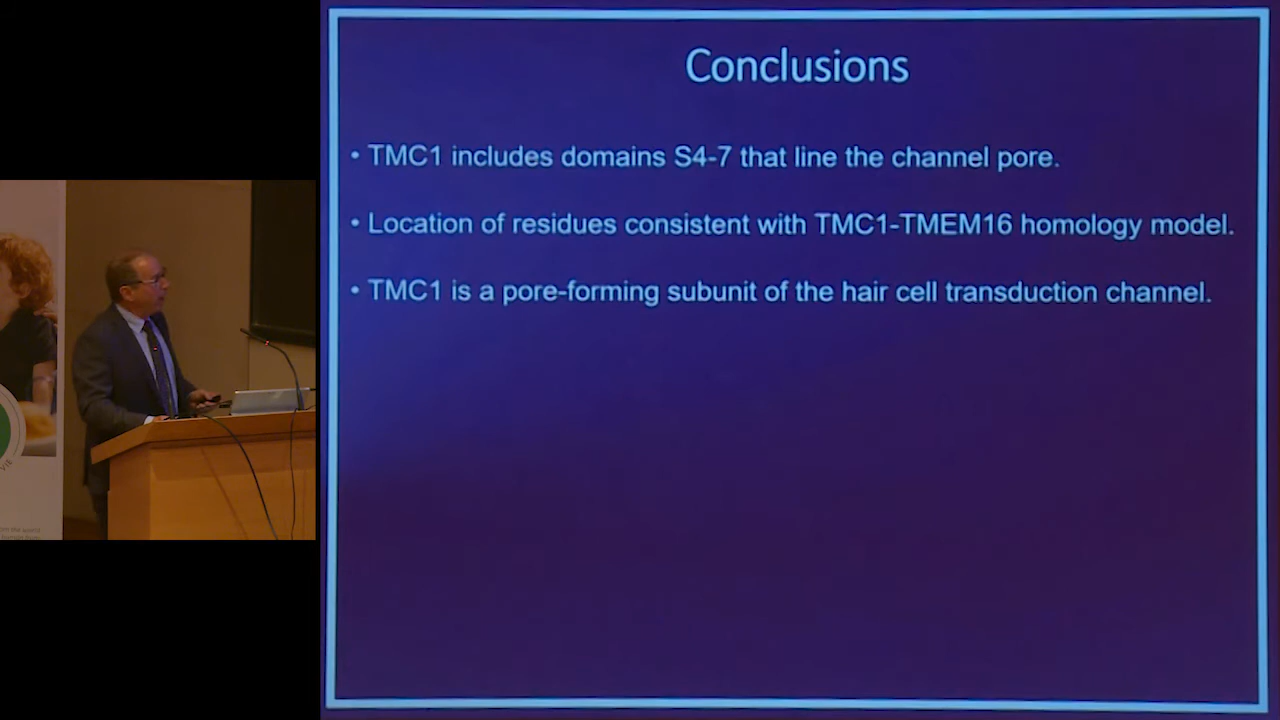 Conclusions
• TMC1 includes domains S4-7 that line the channel pore.
• Location of residues consistent with TMC1-TMEM16 homology model.
• TMC1 is a pore-forming subunit of the hair cell transduction channel.